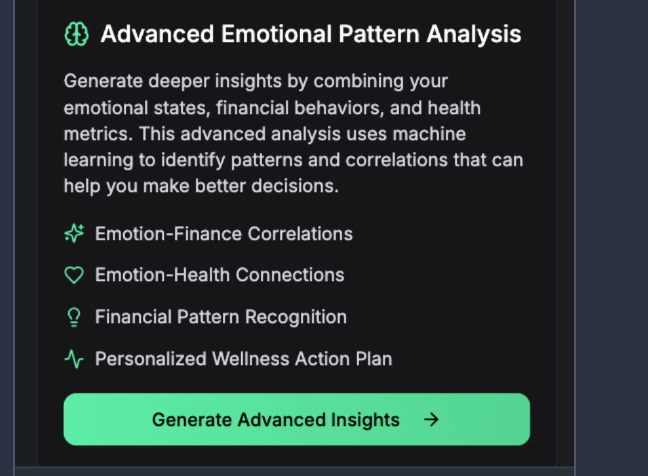 Advanced Emotional Pattern Analysis
Generate deeper insights by combining your
emotional states, financial behaviors, and health
metrics. This advanced analysis uses machine
learning to identify patterns and correlations that can
help you make better decisions.
Emotion-Finance Correlations
Emotion-Health Connections
Financial Pattern Recognition
Personalized Wellness Action Plan
Generate Advanced Insights →